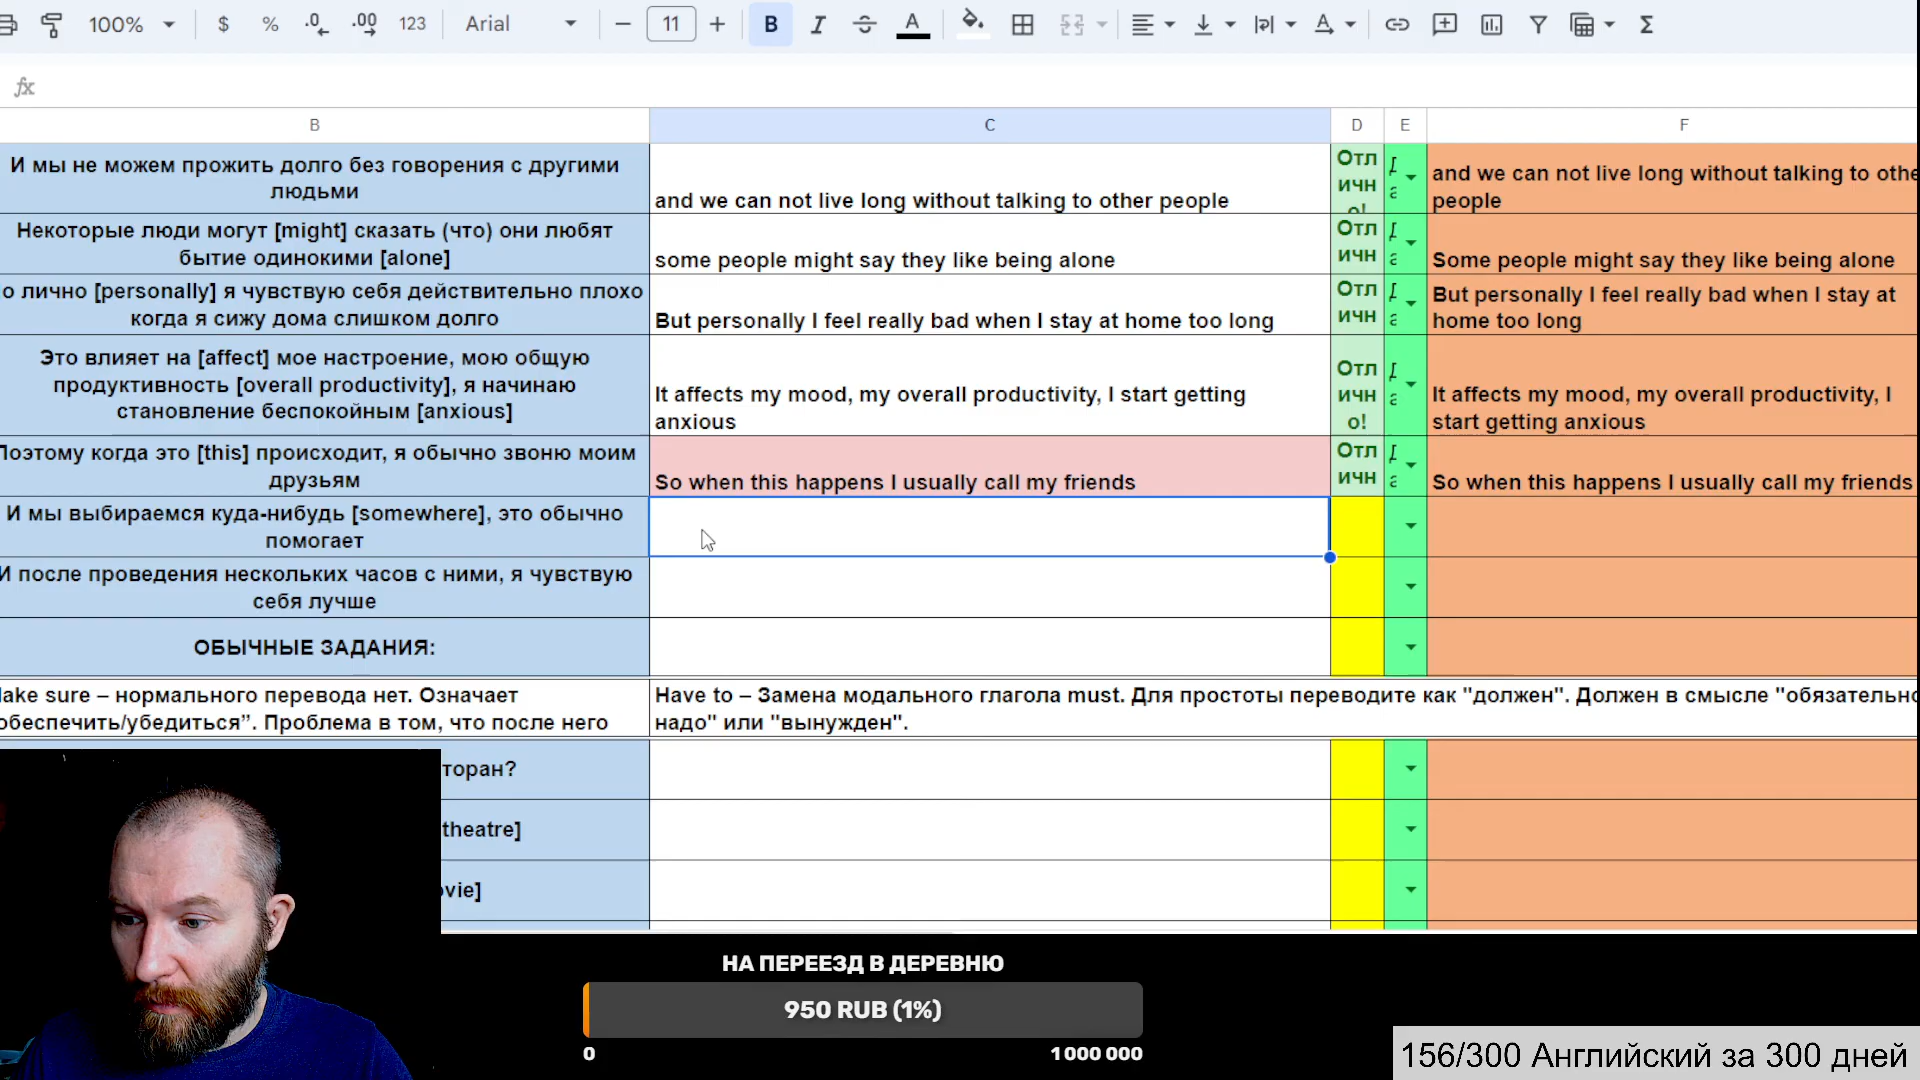 100% $ % .0 .00 123 Arial 11 B I A Σ
fx
B C D E F
И мы не можем прожить долго без говорения с другими
людьми
and we can not live long without talking to other people
Отл
ичн
о!
and we can not live long without talking to othe
people
Некоторые люди могут [might] сказать (что) они любят
бытие одинокими [alone]
some people might say they like being alone
Отл
ичн
Some people might say they like being alone
о лично [personally] я чувствую себя действительно плохо
когда я сижу дома слишком долго
But personally I feel really bad when I stay at home too long
Отл
ичн
But personally I feel really bad when I stay at
home too long
Это влияет на [affect] мое настроение, мою общую
продуктивность [overall productivity], я начинаю
становление беспокойным [anxious]
It affects my mood, my overall productivity, I start getting
anxious
Отл
ичн
о!
It affects my mood, my overall productivity, I
start getting anxious
Поэтому когда это [this] происходит, я обычно звоню моим
друзьям
So when this happens I usually call my friends
Отл
ичн
So when this happens I usually call my friends
И мы выбираемся куда-нибудь [somewhere], это обычно
помогает
И после проведения нескольких часов с ними, я чувствую
себя лучше
ОБЫЧНЫЕ ЗАДАНИЯ:
ake sure – нормального перевода нет. Означает
обеспечить/убедиться”. Проблема в том, что после него
Have to – Замена модального глагола must. Для простоты переводите как "должен". Должен в смысле "обязательно
надо" или "вынужден".
торан?
theatre]
vie]
НА ПЕРЕЕЗД В ДЕРЕВНЮ
950 RUB (1%)
0 1 000 000
156/300 Английский за 300 дней